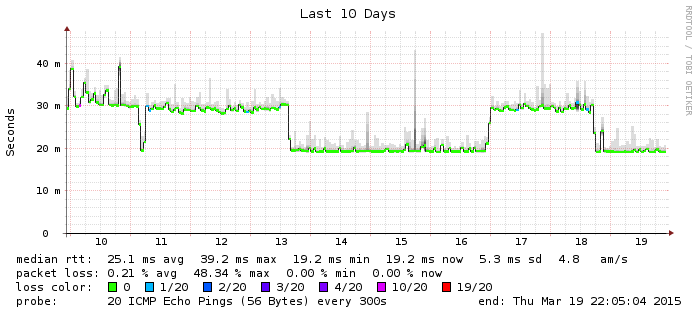 Last 10 Days
RRDTOOL / TOBI OETIKER
Seconds
40 m
30 m
20 m
10 m
0
10 11 12 13 14 15 16 17 18 19
median rtt: 25.1 ms avg 39.2 ms max 19.2 ms min 19.2 ms now 5.3 ms sd 4.8 am/s
packet loss: 0.21 % avg 48.34 % max 0.00 % min 0.00 % now
loss color: 0 1/20 2/20 3/20 4/20 10/20 19/20
probe: 20 ICMP Echo Pings (56 Bytes) every 300s end: Thu Mar 19 22:05:04 2015